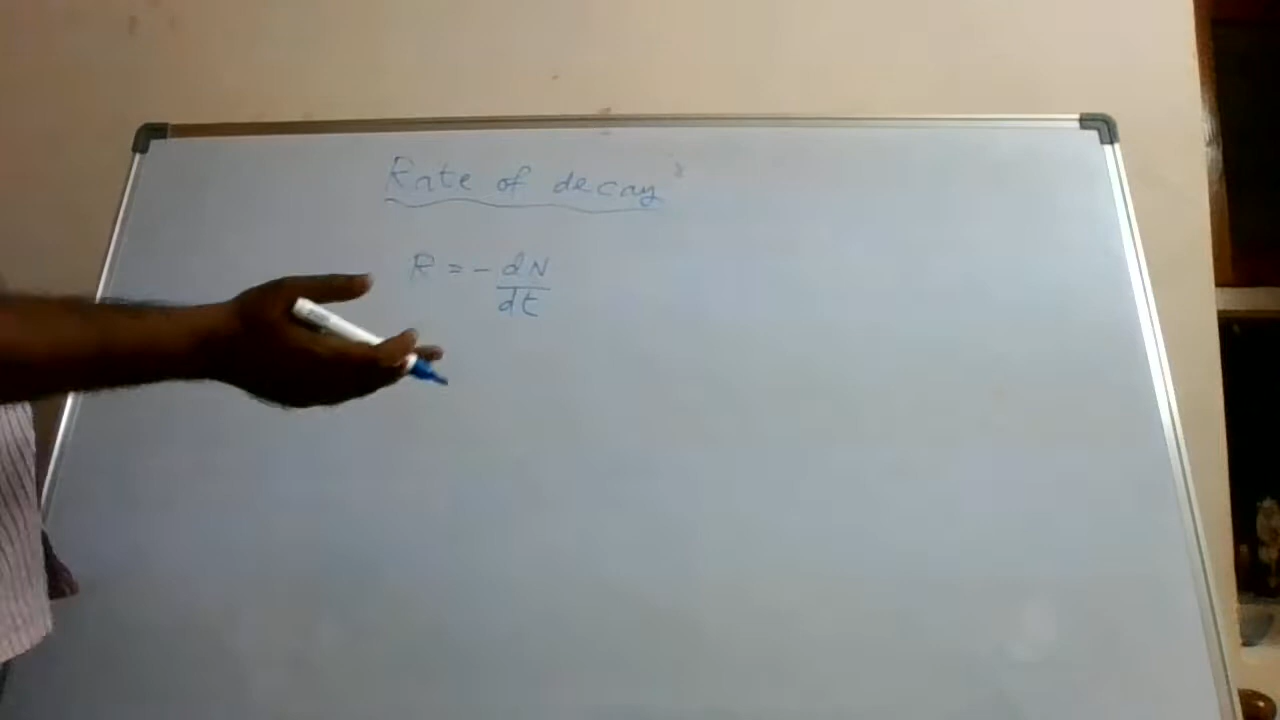 Rate of decay
R = - dN/dt